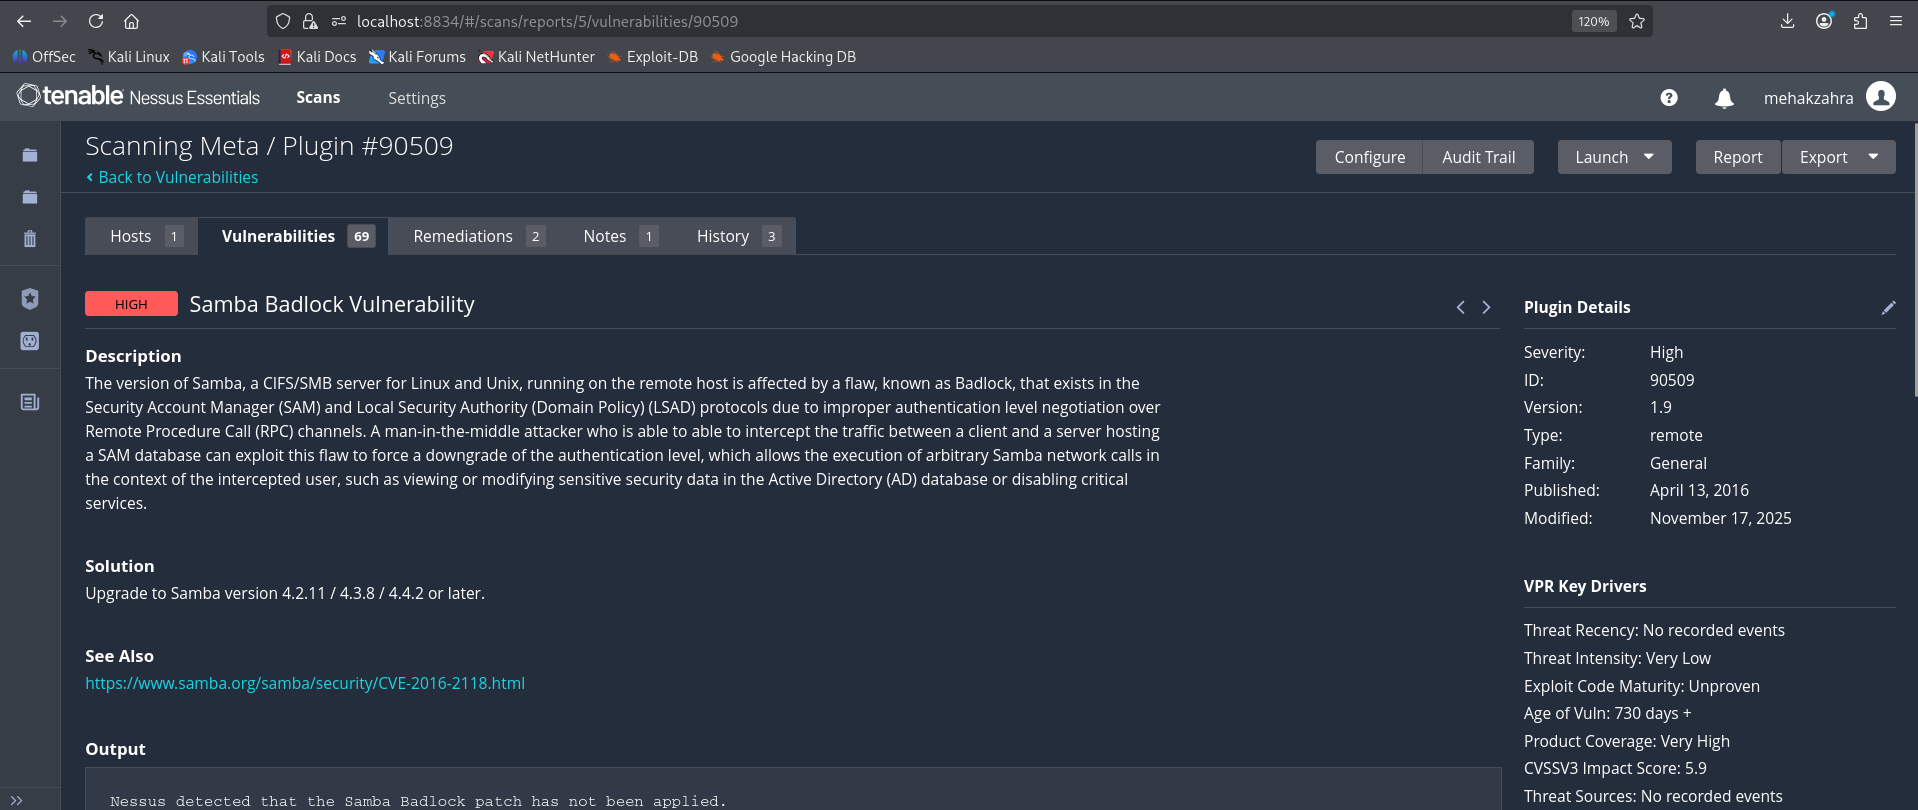 localhost:8834/#/scans/reports/5/vulnerabilities/90509
120%
OffSec Kali Linux Kali Tools Kali Docs Kali Forums Kali NetHunter Exploit-DB Google Hacking DB
tenable Nessus Essentials Scans Settings mehakzahra
Scanning Meta / Plugin #90509
Back to Vulnerabilities
Configure Audit Trail Launch Report Export
Hosts 1 Vulnerabilities 69 Remediations 2 Notes 1 History 3
HIGH Samba Badlock Vulnerability
Description
The version of Samba, a CIFS/SMB server for Linux and Unix, running on the remote host is affected by a flaw, known as Badlock, that exists in the
Security Account Manager (SAM) and Local Security Authority (Domain Policy) (LSAD) protocols due to improper authentication level negotiation over
Remote Procedure Call (RPC) channels. A man-in-the-middle attacker who is able to able to intercept the traffic between a client and a server hosting
a SAM database can exploit this flaw to force a downgrade of the authentication level, which allows the execution of arbitrary Samba network calls in
the context of the intercepted user, such as viewing or modifying sensitive security data in the Active Directory (AD) database or disabling critical
services.
Solution
Upgrade to Samba version 4.2.11 / 4.3.8 / 4.4.2 or later.
See Also
https://www.samba.org/samba/security/CVE-2016-2118.html
Output
Nessus detected that the Samba Badlock patch has not been applied.
Plugin Details
Severity: High
ID: 90509
Version: 1.9
Type: remote
Family: General
Published: April 13, 2016
Modified: November 17, 2025
VPR Key Drivers
Threat Recency: No recorded events
Threat Intensity: Very Low
Exploit Code Maturity: Unproven
Age of Vuln: 730 days +
Product Coverage: Very High
CVSSV3 Impact Score: 5.9
Threat Sources: No recorded events